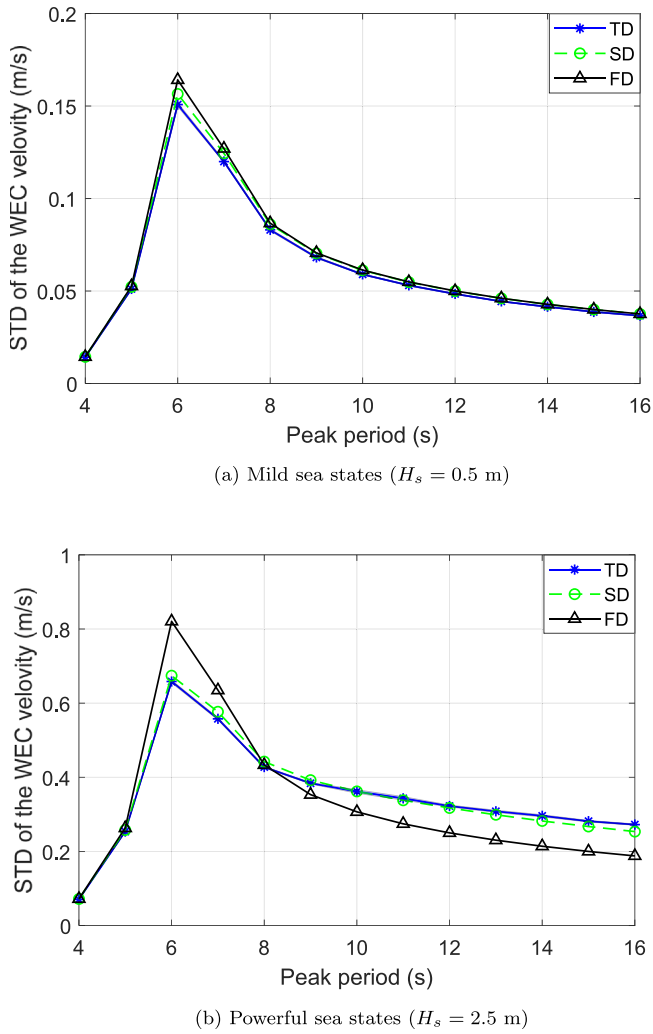 0.2
0.15
0.1
0.05
0
STD of the WEC velovity (m/s)
TD
SD
FD
4 6 8 10 12 14 16
Peak period (s)
(a) Mild sea states (Hs = 0.5 m)
1
0.8
0.6
0.4
0.2
0
STD of the WEC velovity (m/s)
TD
SD
FD
4 6 8 10 12 14 16
Peak period (s)
(b) Powerful sea states (Hs = 2.5 m)